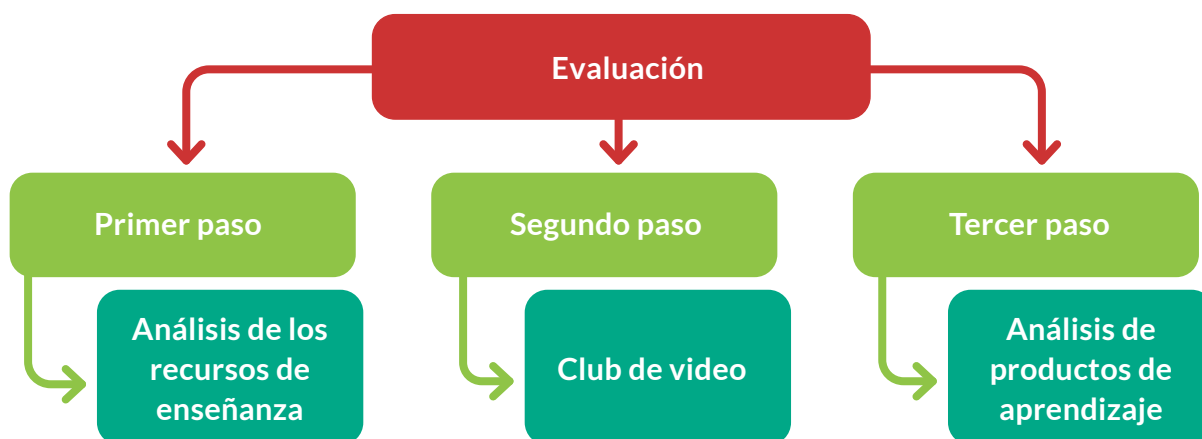 Evaluación
Primer paso
Segundo paso
Tercer paso
Análisis de los
recursos de
enseñanza
Club de video
Análisis de
productos de
aprendizaje